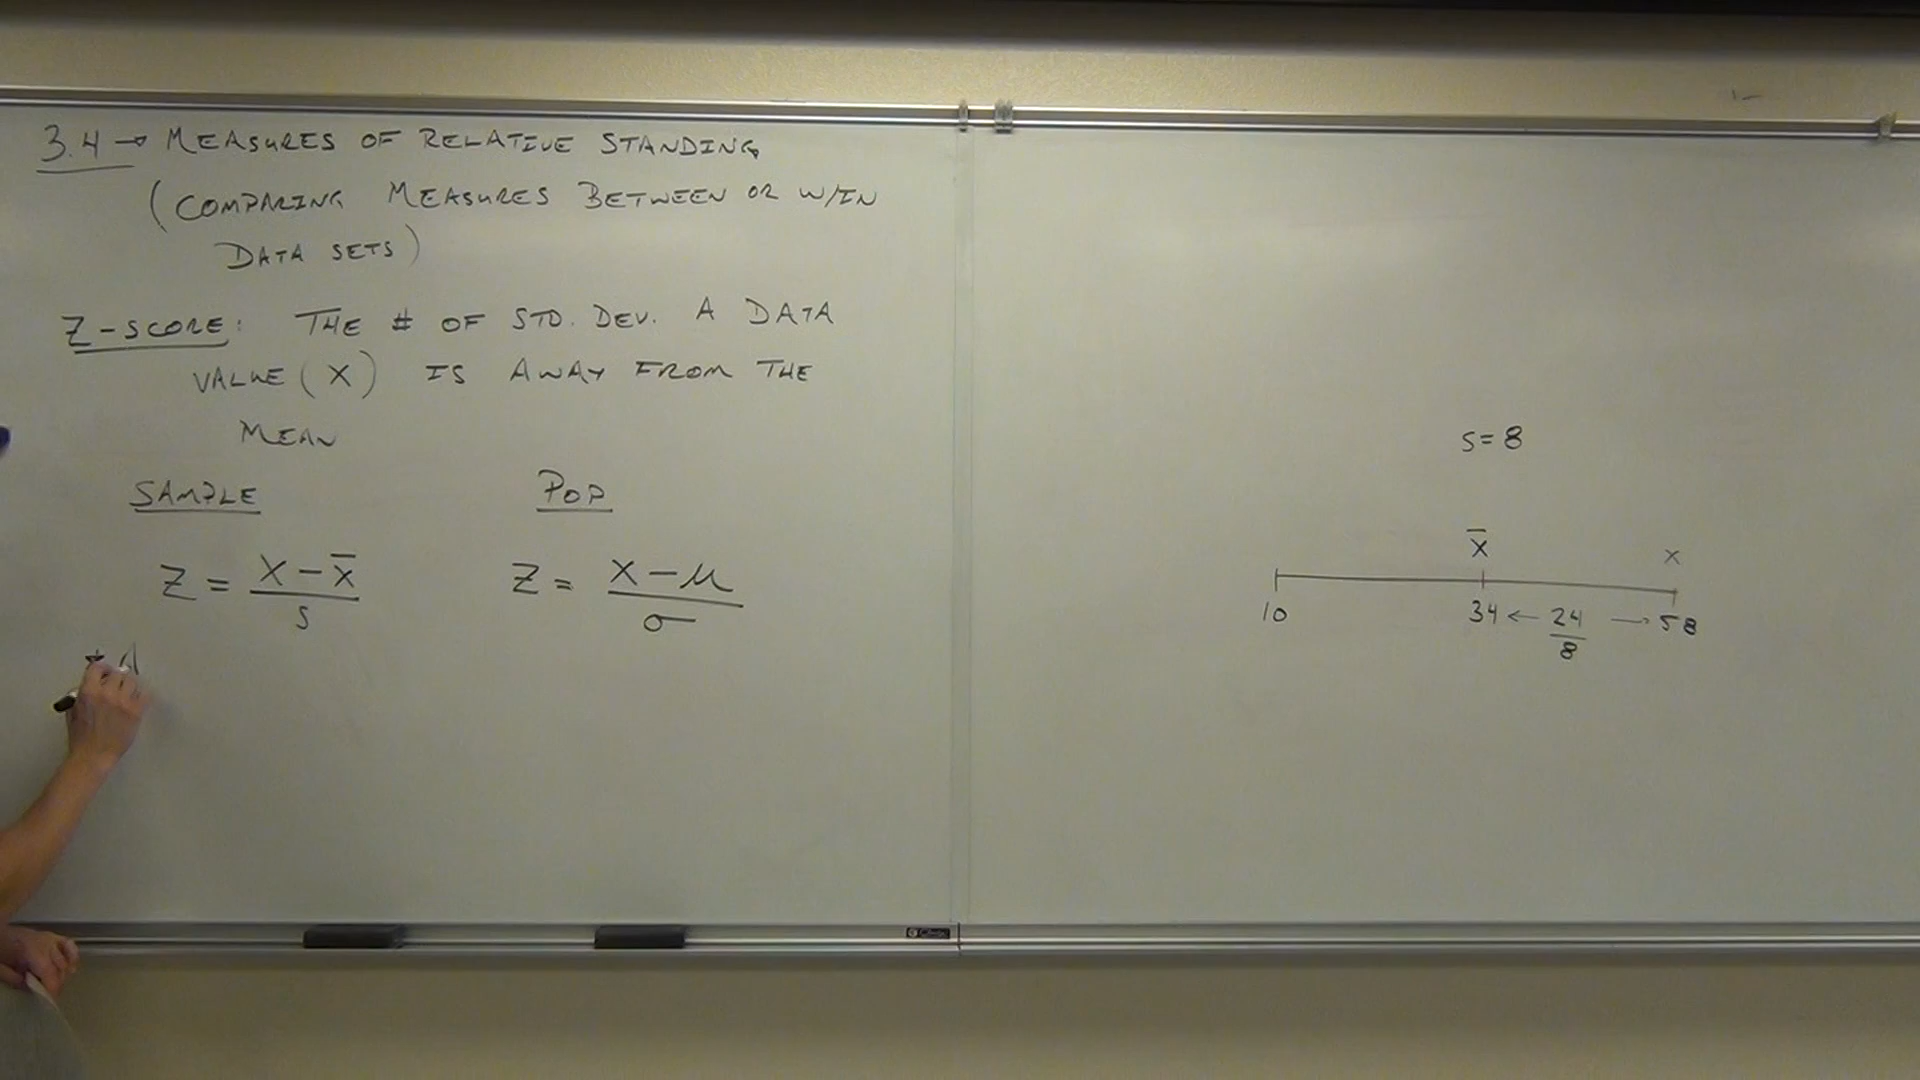 3.4 → MEASURES OF RELATIVE STANDING
(COMPARING MEASURES BETWEEN OR W/IN
DATA SETS)
Z-SCORE: THE # OF STD. DEV. A DATA
VALUE (X) IS AWAY FROM THE
MEAN
SAMPLE
Z = (X - x̄) / s
POP
Z = (X - μ) / σ
s = 8
x̄ x
10 34 ← 24/8 → 58